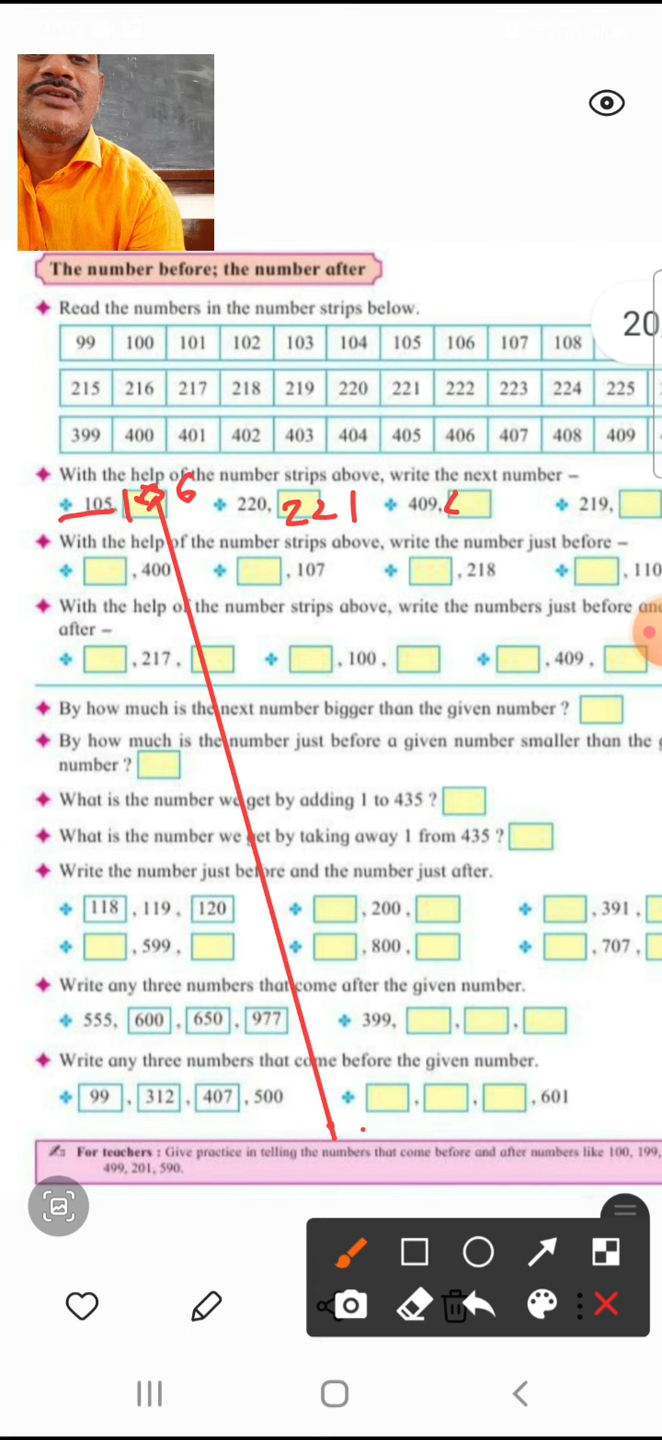 The number before; the number after
Read the numbers in the number strips below.
99 100 101 102 103 104 105 106 107 108
20
215 216 217 218 219 220 221 222 223 224 225
399 400 401 402 403 404 405 406 407 408 409
With the help of the number strips above, write the next number –
105, 6 220, 221 409, 219,
With the help of the number strips above, write the number just before –
, 400 , 107 , 218 , 110
With the help of the number strips above, write the numbers just before and
after –
, 217 , , 100 , , 409 ,
By how much is the next number bigger than the given number ?
By how much is the number just before a given number smaller than the
number ?
What is the number we get by adding 1 to 435 ?
What is the number we get by taking away 1 from 435 ?
Write the number just before and the number just after.
118 , 119 , 120 , 200 , , 391 ,
, 599 , , 800 , , 707 ,
Write any three numbers that come after the given number.
555, 600 , 650 , 977 399, , ,
Write any three numbers that come before the given number.
99 , 312 , 407 , 500 , , , 601
For teachers : Give practice in telling the numbers that come before and after numbers like 100, 199,
499, 201, 590.